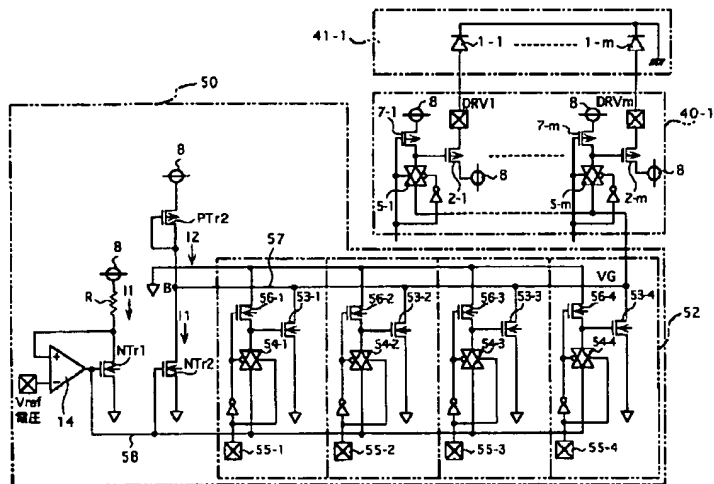 41-1
1-1
1-m
50
8
DRV1
8
DRVm
40-1
7-1
7-m
8
8
8
5-1
2-1
5-m
2-m
PTr2
I2
57
8
B
VG
R
I1
56-1
53-1
56-2
53-2
56-3
53-3
56-4
53-4
52
I1
NTr1
54-1
54-2
54-3
54-4
NTr2
Vref
電圧
14
58
55-1
55-2
55-3
55-4